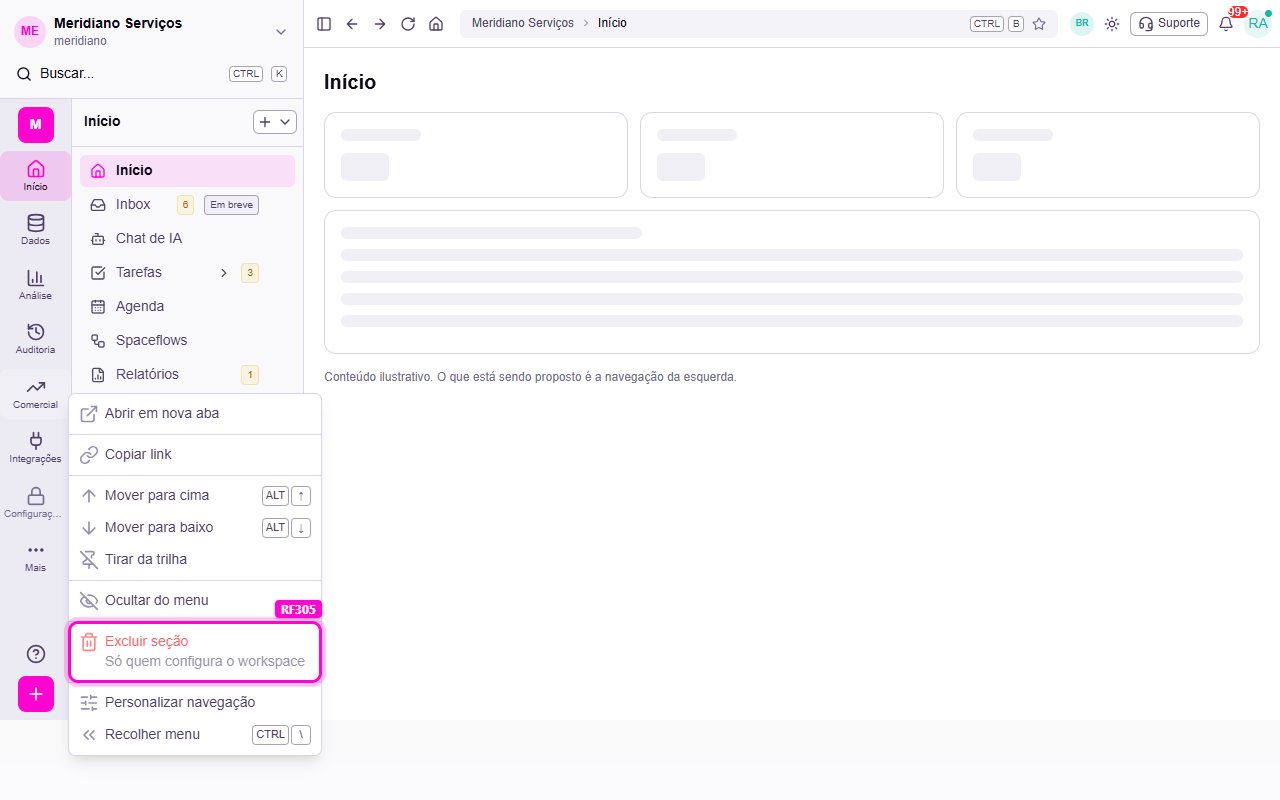 ME
Meridiano Serviços
meridiano
Buscar...
CTRL K
Meridiano Serviços
Início
CTRL B
BR
Suporte
99+
RA
M
Início
Dados
Análise
Auditoria
Comercial
Integrações
Configuraç...
Mais
Início
Início
Inbox 6 Em breve
Chat de IA
Tarefas 3
Agenda
Spaceflows
Relatórios 1
Início
Conteúdo ilustrativo. O que está sendo proposto é a navegação da esquerda.
Abrir em nova aba
Copiar link
Mover para cima ALT ↑
Mover para baixo ALT ↓
Tirar da trilha
Ocultar do menu
RF305
Excluir seção
Só quem configura o workspace
Personalizar navegação
Recolher menu CTRL \